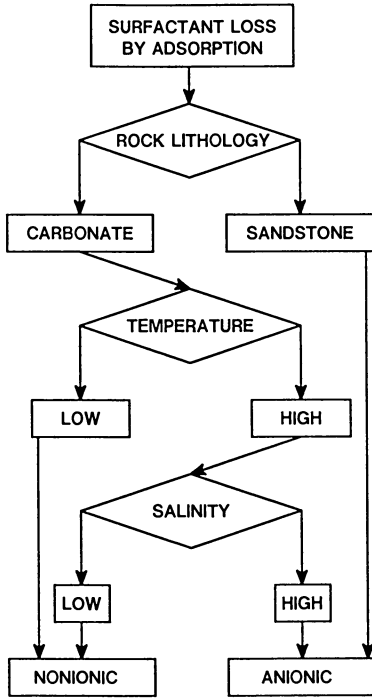 SURFACTANT LOSS
BY ADSORPTION
ROCK LITHOLOGY
CARBONATE
SANDSTONE
TEMPERATURE
LOW
HIGH
SALINITY
LOW
HIGH
NONIONIC
ANIONIC